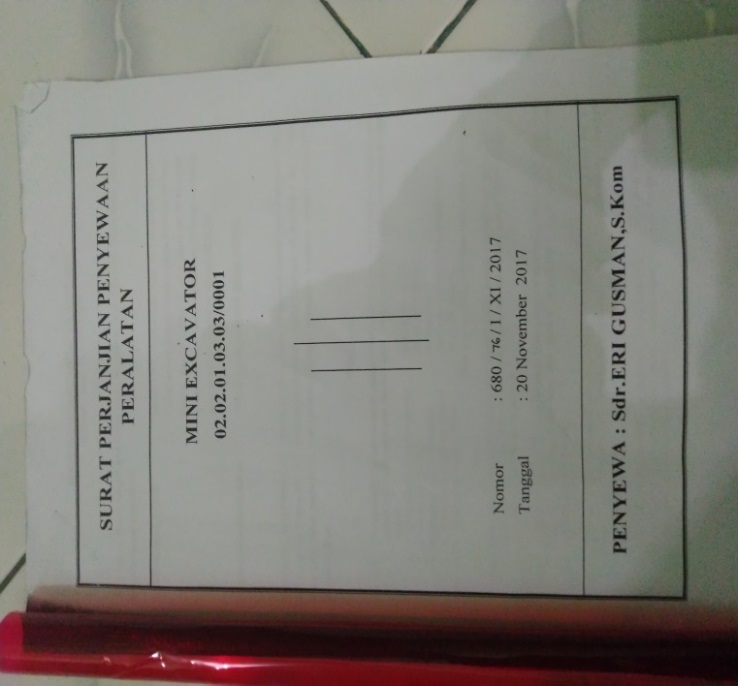 SURAT PERJANJIAN PENYEWAAN
PERALATAN
MINI EXCAVATOR
02.02.01.03.03/0001
Nomor : 680 / 76 / I / XI / 2017
Tanggal : 20 November 2017
PENYEWA : Sdr.ERI GUSMAN,S.Kom